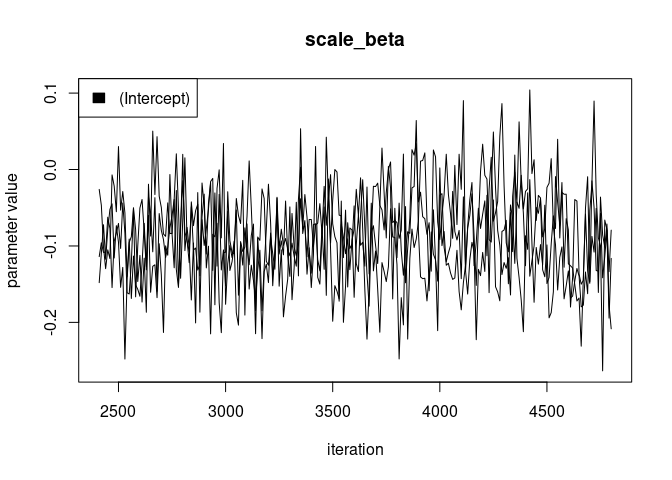 scale_beta
(Intercept)
parameter value
0.1
0.0
-0.1
-0.2
2500 3000 3500 4000 4500
iteration